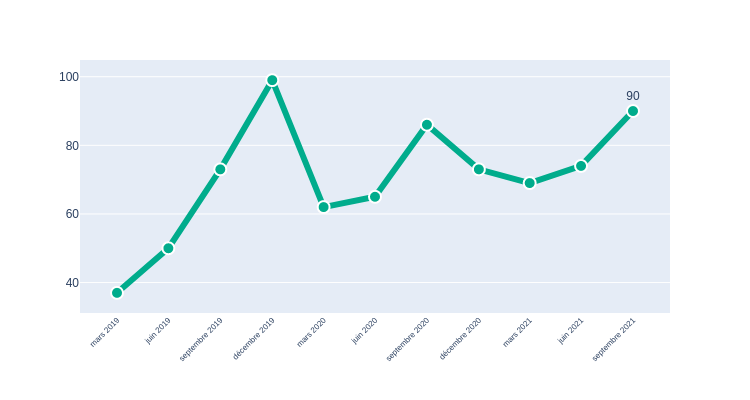 100
80
60
40
90
mars 2019
juin 2019
septembre 2019
décembre 2019
mars 2020
juin 2020
septembre 2020
décembre 2020
mars 2021
juin 2021
septembre 2021